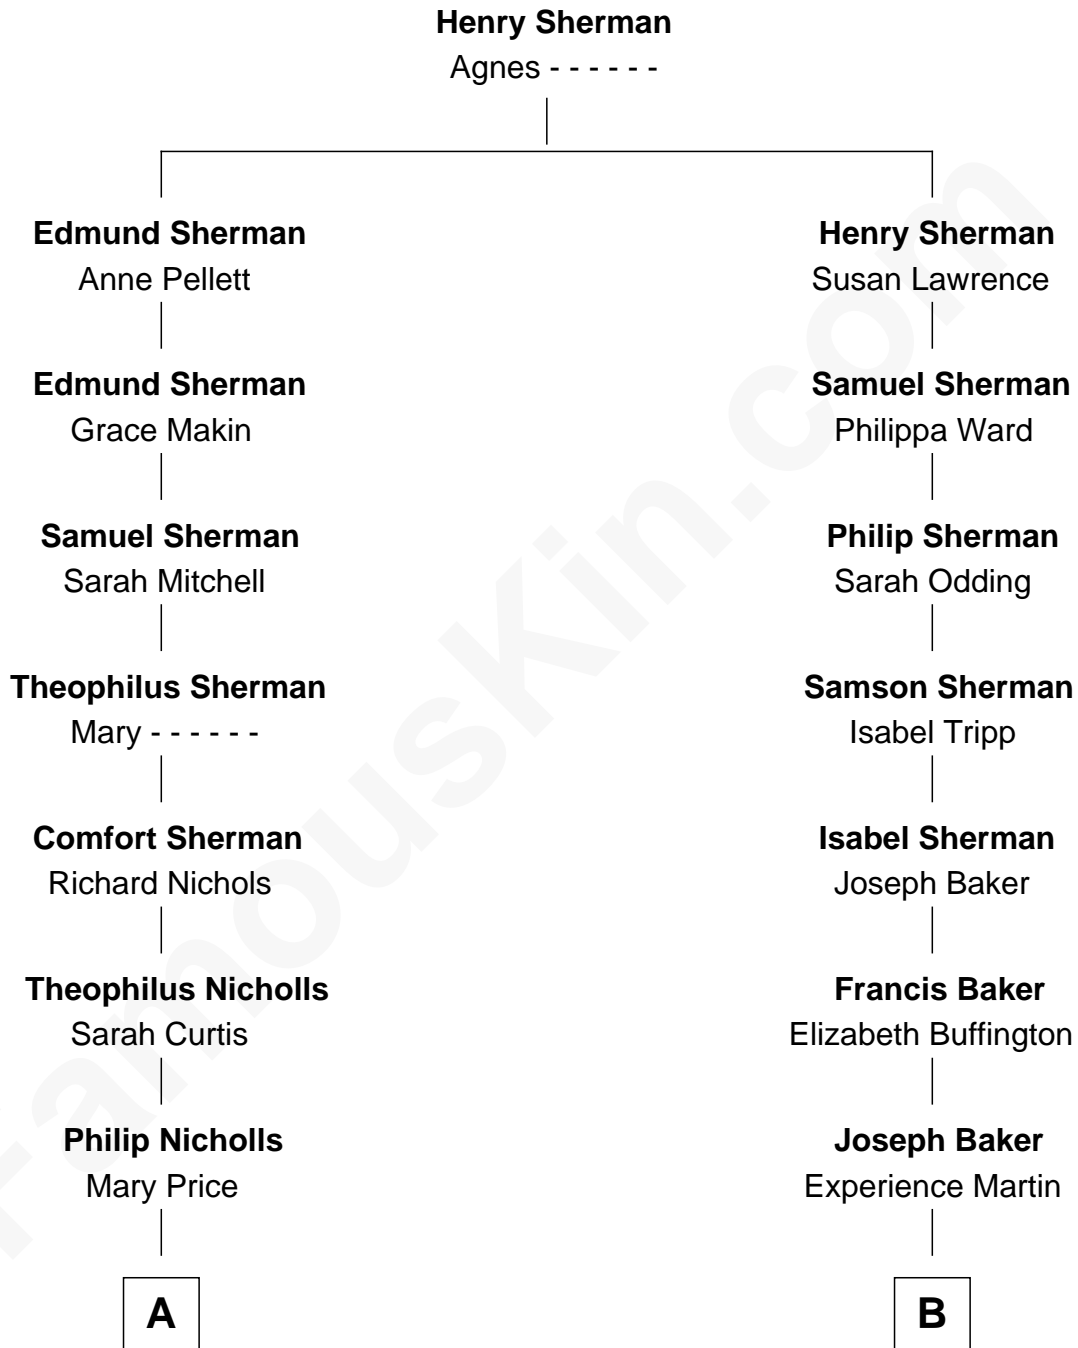 Henry Sherman
Agnes - - - - - -
Edmund Sherman
Anne Pellett
Henry Sherman
Susan Lawrence
Edmund Sherman
Grace Makin
Samuel Sherman
Philippa Ward
Samuel Sherman
Sarah Mitchell
Philip Sherman
Sarah Odding
Theophilus Sherman
Mary - - - - - -
Samson Sherman
Isabel Tripp
Comfort Sherman
Richard Nichols
Isabel Sherman
Joseph Baker
Theophilus Nicholls
Sarah Curtis
Francis Baker
Elizabeth Buffington
Philip Nicholls
Mary Price
Joseph Baker
Experience Martin
A
B
FamousKin.com